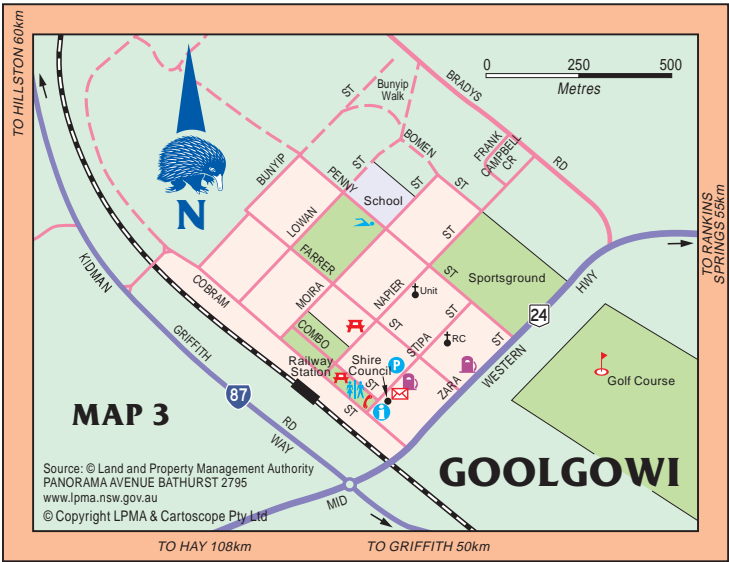 TO HILLSTON 60km
N
0 250 500
Metres
Bunyip
Walk
ST
BRADYS
RD
BOMEN
ST
ST
FRANK
CAMPBELL
CR
BUNYIP
PENNY
ST
School
LOWAN
FARRER
ST
ST
Sportsground
TO RANKINS
SPRINGS 55km
KIDMAN
COBRAM
MOIRA
NAPIER
ST
Unit
HWY
24
COMBO
ST
STIPA
ST
RC
ST
WESTERN
GRIFFITH
Railway
Station
Shire
Council
P
ST
ZARA
Golf Course
87
i
ST
MAP 3
RD
WAY
MID
GOOLGOWI
Source: © Land and Property Management Authority
PANORAMA AVENUE BATHURST 2795
www.lpma.nsw.gov.au
© Copyright LPMA & Cartoscope Pty Ltd
TO HAY 108km
TO GRIFFITH 50km